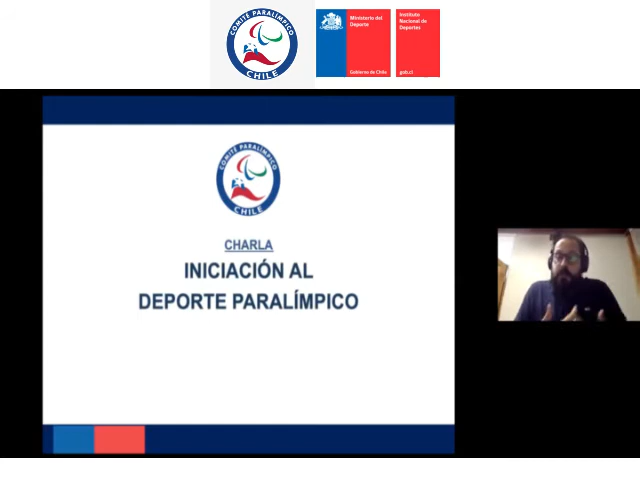 COMITÉ PARALÍMPICO
CHILE
Ministerio del
Deporte
Gobierno de Chile
Instituto
Nacional de
Deportes
gob.cl
COMITÉ PARALÍMPICO
CHILE
CHARLA
INICIACIÓN AL
DEPORTE PARALÍMPICO